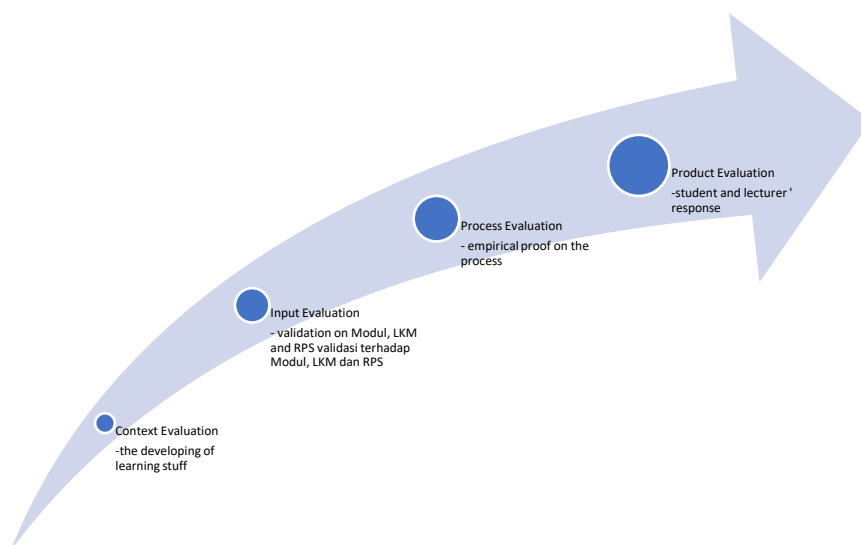 Product Evaluation
-student and lecturer '
response
Process Evaluation
- empirical proof on the
process
Input Evaluation
- validation on Modul, LKM
and RPS validasi terhadap
Modul, LKM dan RPS
Context Evaluation
-the developing of
learning stuff